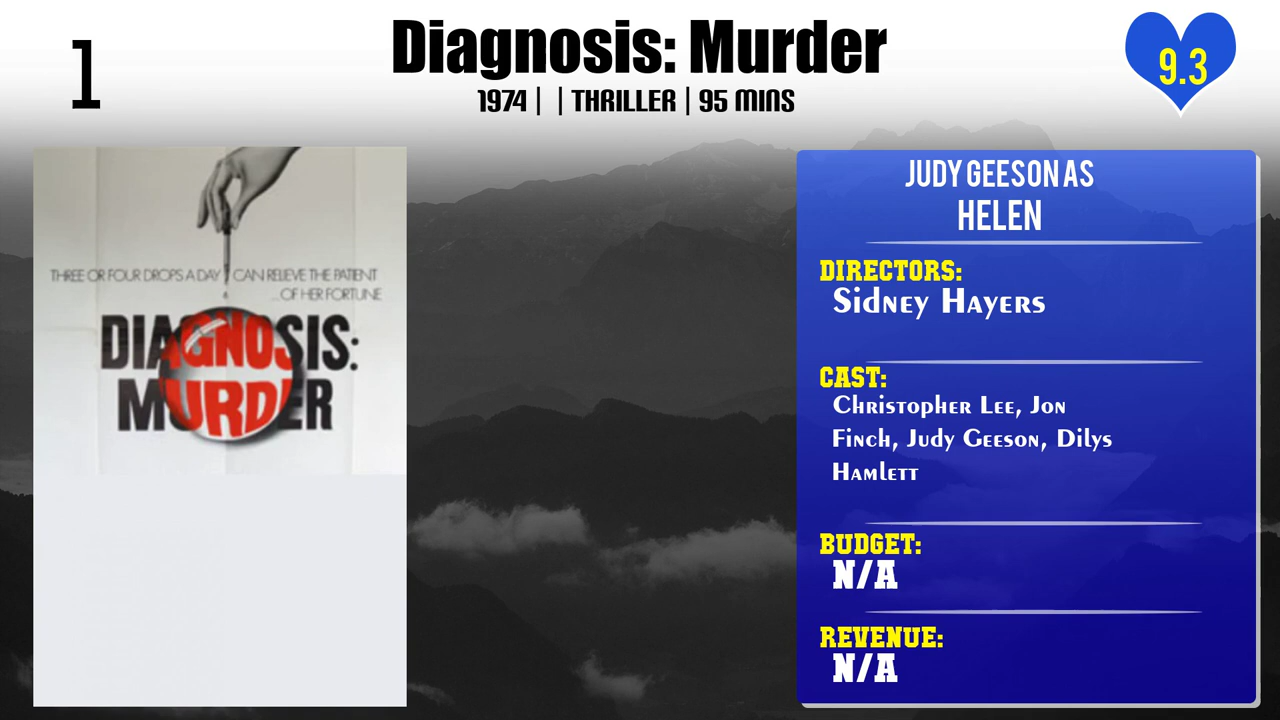 1
Diagnosis: Murder
1974 | | THRILLER | 95 MINS
9.3
THREE OR FOUR DROPS A DAY CAN RELIEVE THE PATIENT
...OF HER FORTUNE
DIAGNOSIS:
MURDER
JUDY GEESON AS
HELEN
DIRECTORS:
Sidney Hayers
CAST:
Christopher Lee, Jon
Finch, Judy Geeson, Dilys
Hamlett
BUDGET:
N/A
REVENUE:
N/A